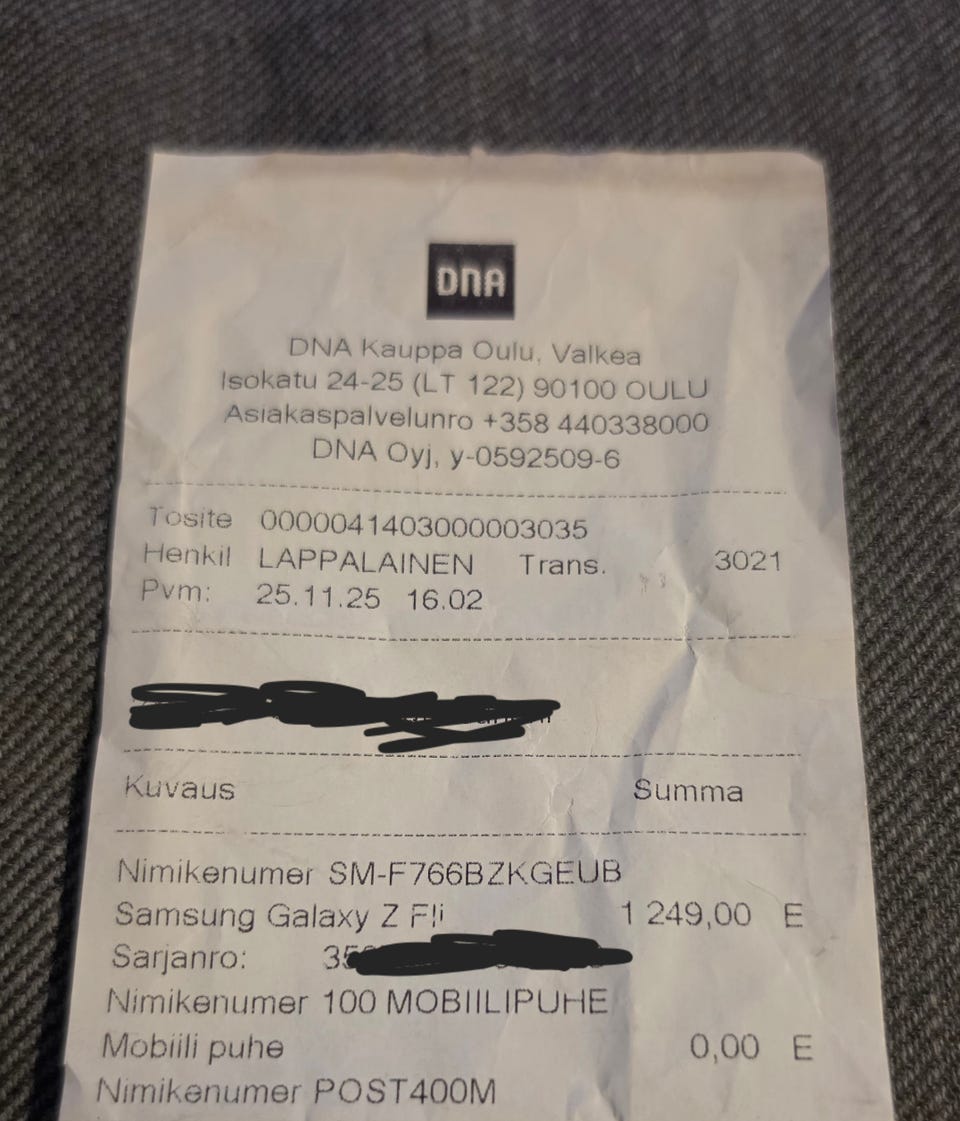 DNA
DNA Kauppa Oulu, Valkea
Isokatu 24-25 (LT 122) 90100 OULU
Asiakaspalvelunro +358 440338000
DNA Oyj, y-0592509-6
Tosite 0000041403000003035
Henkil LAPPALAINEN Trans. 3021
Pvm: 25.11.25 16.02
Kuvaus Summa
Nimikenumer SM-F766BZKGEUB
Samsung Galaxy Z Fli 1 249,00 E
Sarjanro: 35
Nimikenumer 100 MOBIILIPUHE
Mobiili puhe 0,00 E
Nimikenumer POST400M